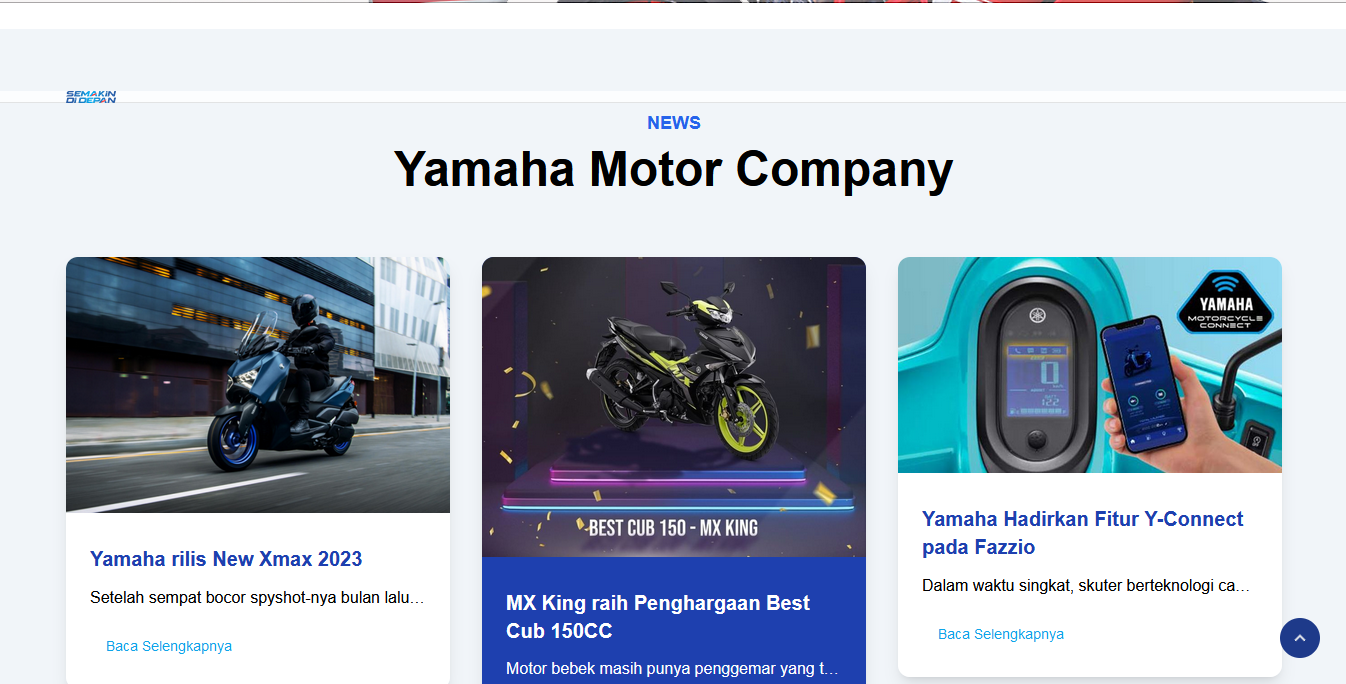 SEMAKIN
DI DEPAN
NEWS
Yamaha Motor Company
YAMAHA
MOTORCYCLE
CONNECT
BEST CUB 150 - MX KING
Yamaha rilis New Xmax 2023
Setelah sempat bocor spyshot-nya bulan lalu…
Baca Selengkapnya
MX King raih Penghargaan Best
Cub 150CC
Motor bebek masih punya penggemar yang t…
Yamaha Hadirkan Fitur Y-Connect
pada Fazzio
Dalam waktu singkat, skuter berteknologi ca…
Baca Selengkapnya